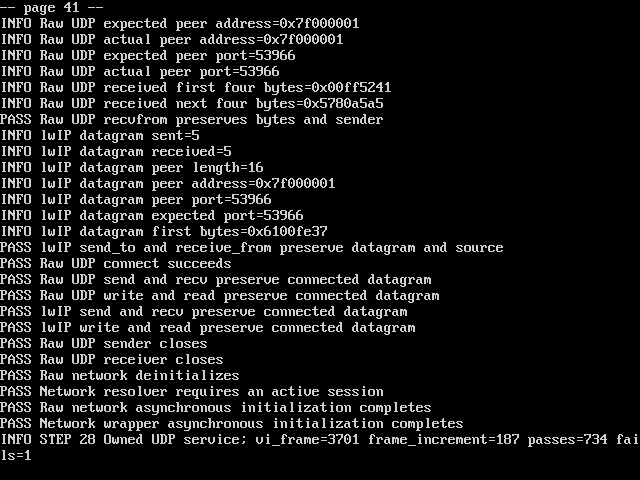 -- page 41 --
INFO Raw UDP expected peer address=0x7f000001
INFO Raw UDP actual peer address=0x7f000001
INFO Raw UDP expected peer port=53966
INFO Raw UDP actual peer port=53966
INFO Raw UDP received first four bytes=0x00ff5241
INFO Raw UDP received next four bytes=0x5780a5a5
PASS Raw UDP recvfrom preserves bytes and sender
INFO lwIP datagram sent=5
INFO lwIP datagram received=5
INFO lwIP datagram peer length=16
INFO lwIP datagram peer address=0x7f000001
INFO lwIP datagram peer port=53966
INFO lwIP datagram expected port=53966
INFO lwIP datagram first bytes=0x6100fe37
PASS lwIP send_to and receive_from preserve datagram and source
PASS Raw UDP connect succeeds
PASS Raw UDP send and recv preserve connected datagram
PASS Raw UDP write and read preserve connected datagram
PASS lwIP send and recv preserve connected datagram
PASS lwIP write and read preserve connected datagram
PASS Raw UDP sender closes
PASS Raw UDP receiver closes
PASS Raw network deinitializes
PASS Network resolver requires an active session
PASS Raw network asynchronous initialization completes
PASS Network wrapper asynchronous initialization completes
INFO STEP 28 Owned UDP service; vi_frame=3701 frame_increment=187 passes=734 fai
ls=1